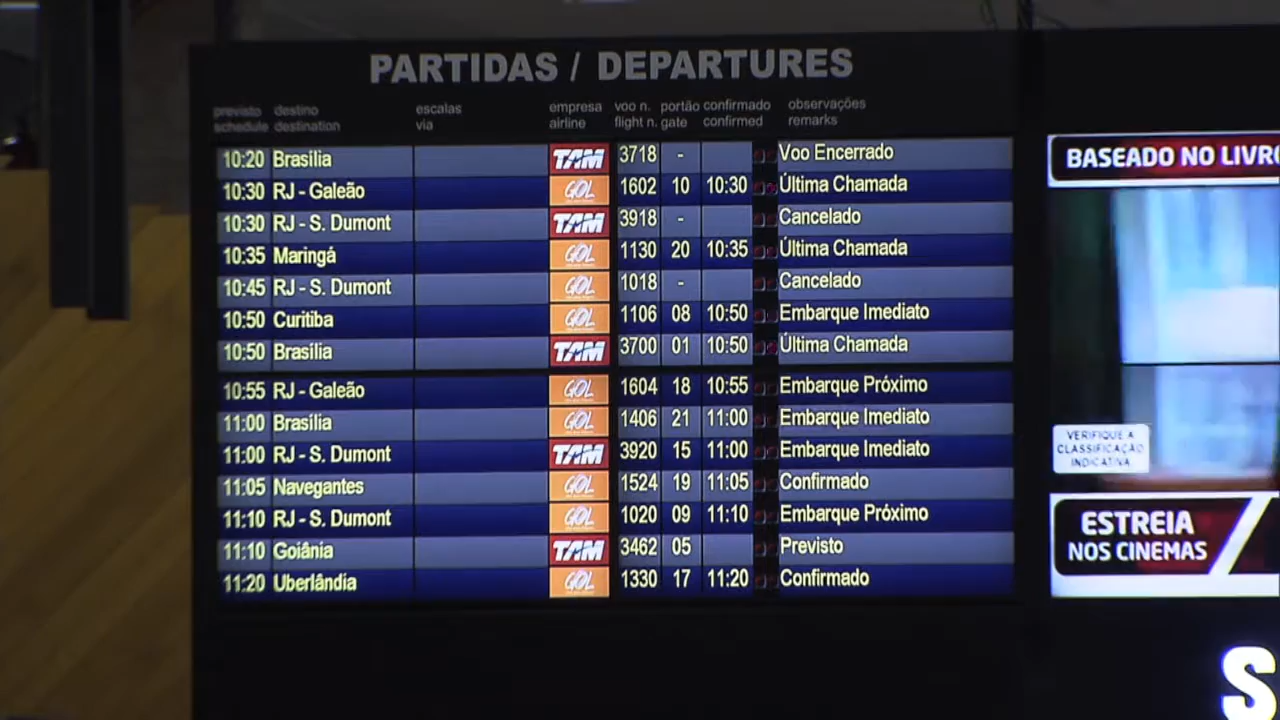 PARTIDAS / DEPARTURES
previsto destino escalas empresa voo n. portão confirmado observações
schedule destination via airline flight n. gate confirmed remarks
10:20 Brasília TAM 3718 - Voo Encerrado
10:30 RJ - Galeão GOL 1602 10 10:30 Última Chamada
10:30 RJ - S. Dumont TAM 3918 - Cancelado
10:35 Maringá GOL 1130 20 10:35 Última Chamada
10:45 RJ - S. Dumont GOL 1018 - Cancelado
10:50 Curitiba GOL 1106 08 10:50 Embarque Imediato
10:50 Brasília TAM 3700 01 10:50 Última Chamada
10:55 RJ - Galeão GOL 1604 18 10:55 Embarque Próximo
11:00 Brasília GOL 1406 21 11:00 Embarque Imediato
11:00 RJ - S. Dumont TAM 3920 15 11:00 Embarque Imediato
11:05 Navegantes GOL 1524 19 11:05 Confirmado
11:10 RJ - S. Dumont GOL 1020 09 11:10 Embarque Próximo
11:10 Goiânia TAM 3462 05 Previsto
11:20 Uberlândia GOL 1330 17 11:20 Confirmado
BASEADO NO LIVRO
VERIFIQUE A
CLASSIFICAÇÃO
INDICATIVA
ESTREIA
NOS CINEMAS
S